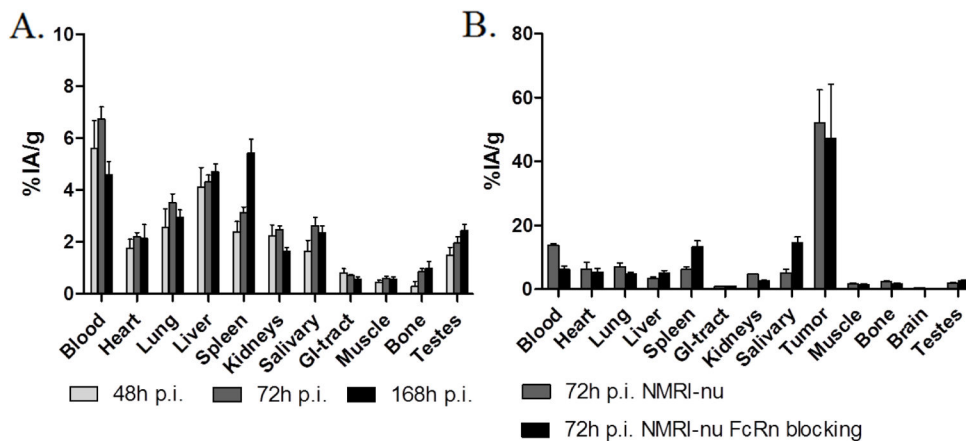 A.
%IA/g
10
8
6
4
2
0
Blood
Heart
Lung
Liver
Spleen
Kidneys
Salivary
GI-tract
Muscle
Bone
Testes
48h p.i.
72h p.i.
168h p.i.
B.
%IA/g
80
60
40
20
0
Blood
Heart
Lung
Liver
Spleen
GI-tract
Kidneys
Salivary
Tumor
Muscle
Bone
Brain
Testes
72h p.i. NMRI-nu
72h p.i. NMRI-nu FcRn blocking